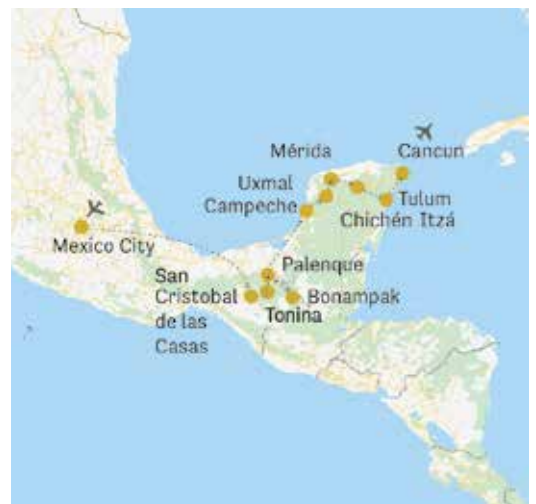 Mérida
Cancun
Uxmal
Campeche
Tulum
Chichén Itzá
Mexico City
Palenque
San
Cristobal
de las
Casas
Bonampak
Tonina